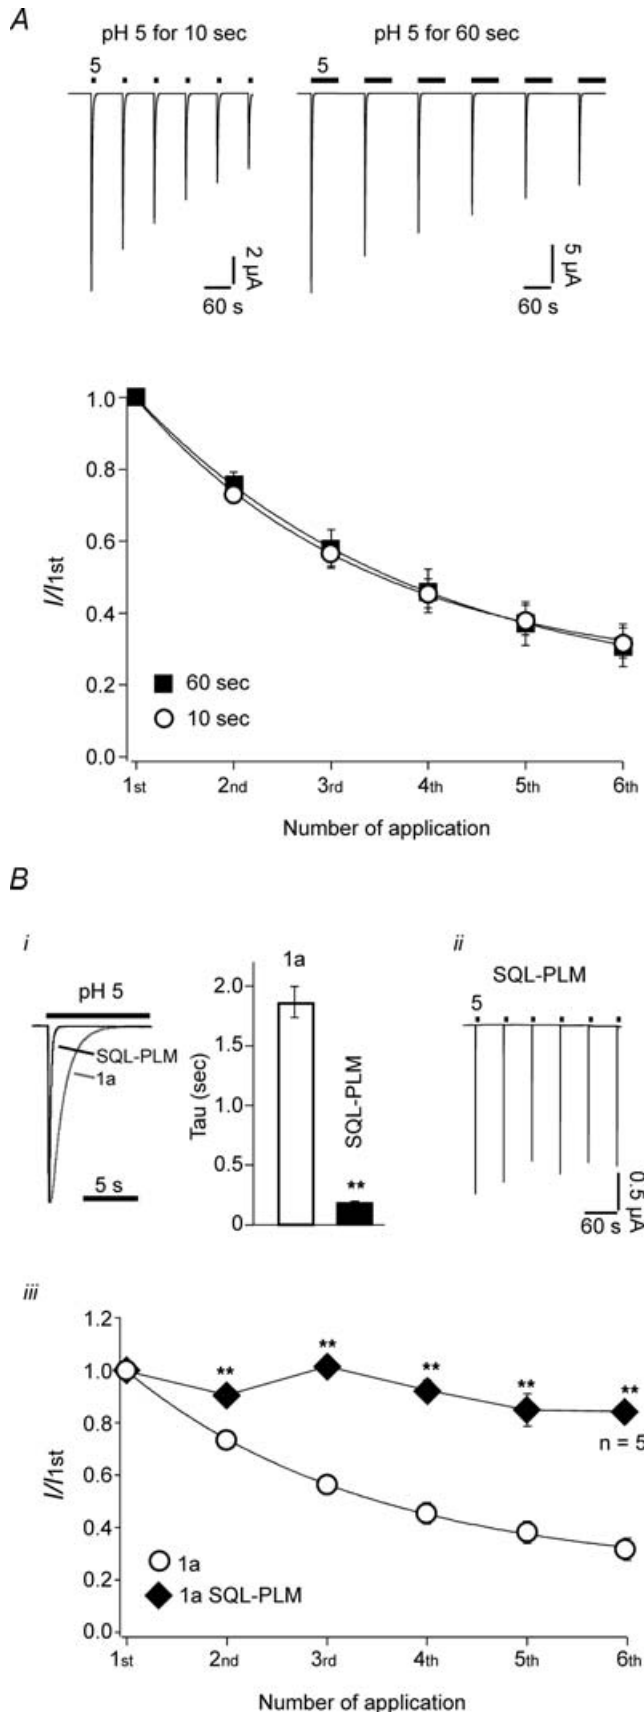 A
pH 5 for 10 sec
pH 5 for 60 sec
5
5
2 µA
60 s
5 µA
60 s
1.0
0.8
0.6
0.4
0.2
0.0
I/I1st
60 sec
10 sec
1st 2nd 3rd 4th 5th 6th
Number of application
B
i
pH 5
SQL-PLM
1a
5 s
2.0
1.5
1.0
0.5
0
Tau (sec)
1a
SQL-PLM
**
ii
SQL-PLM
5
0.5 µA
60 s
iii
1.2
1.0
0.8
0.6
0.4
0.2
0.0
I/I1st
** ** ** ** **
n = 5
1a
1a SQL-PLM
1st 2nd 3rd 4th 5th 6th
Number of application